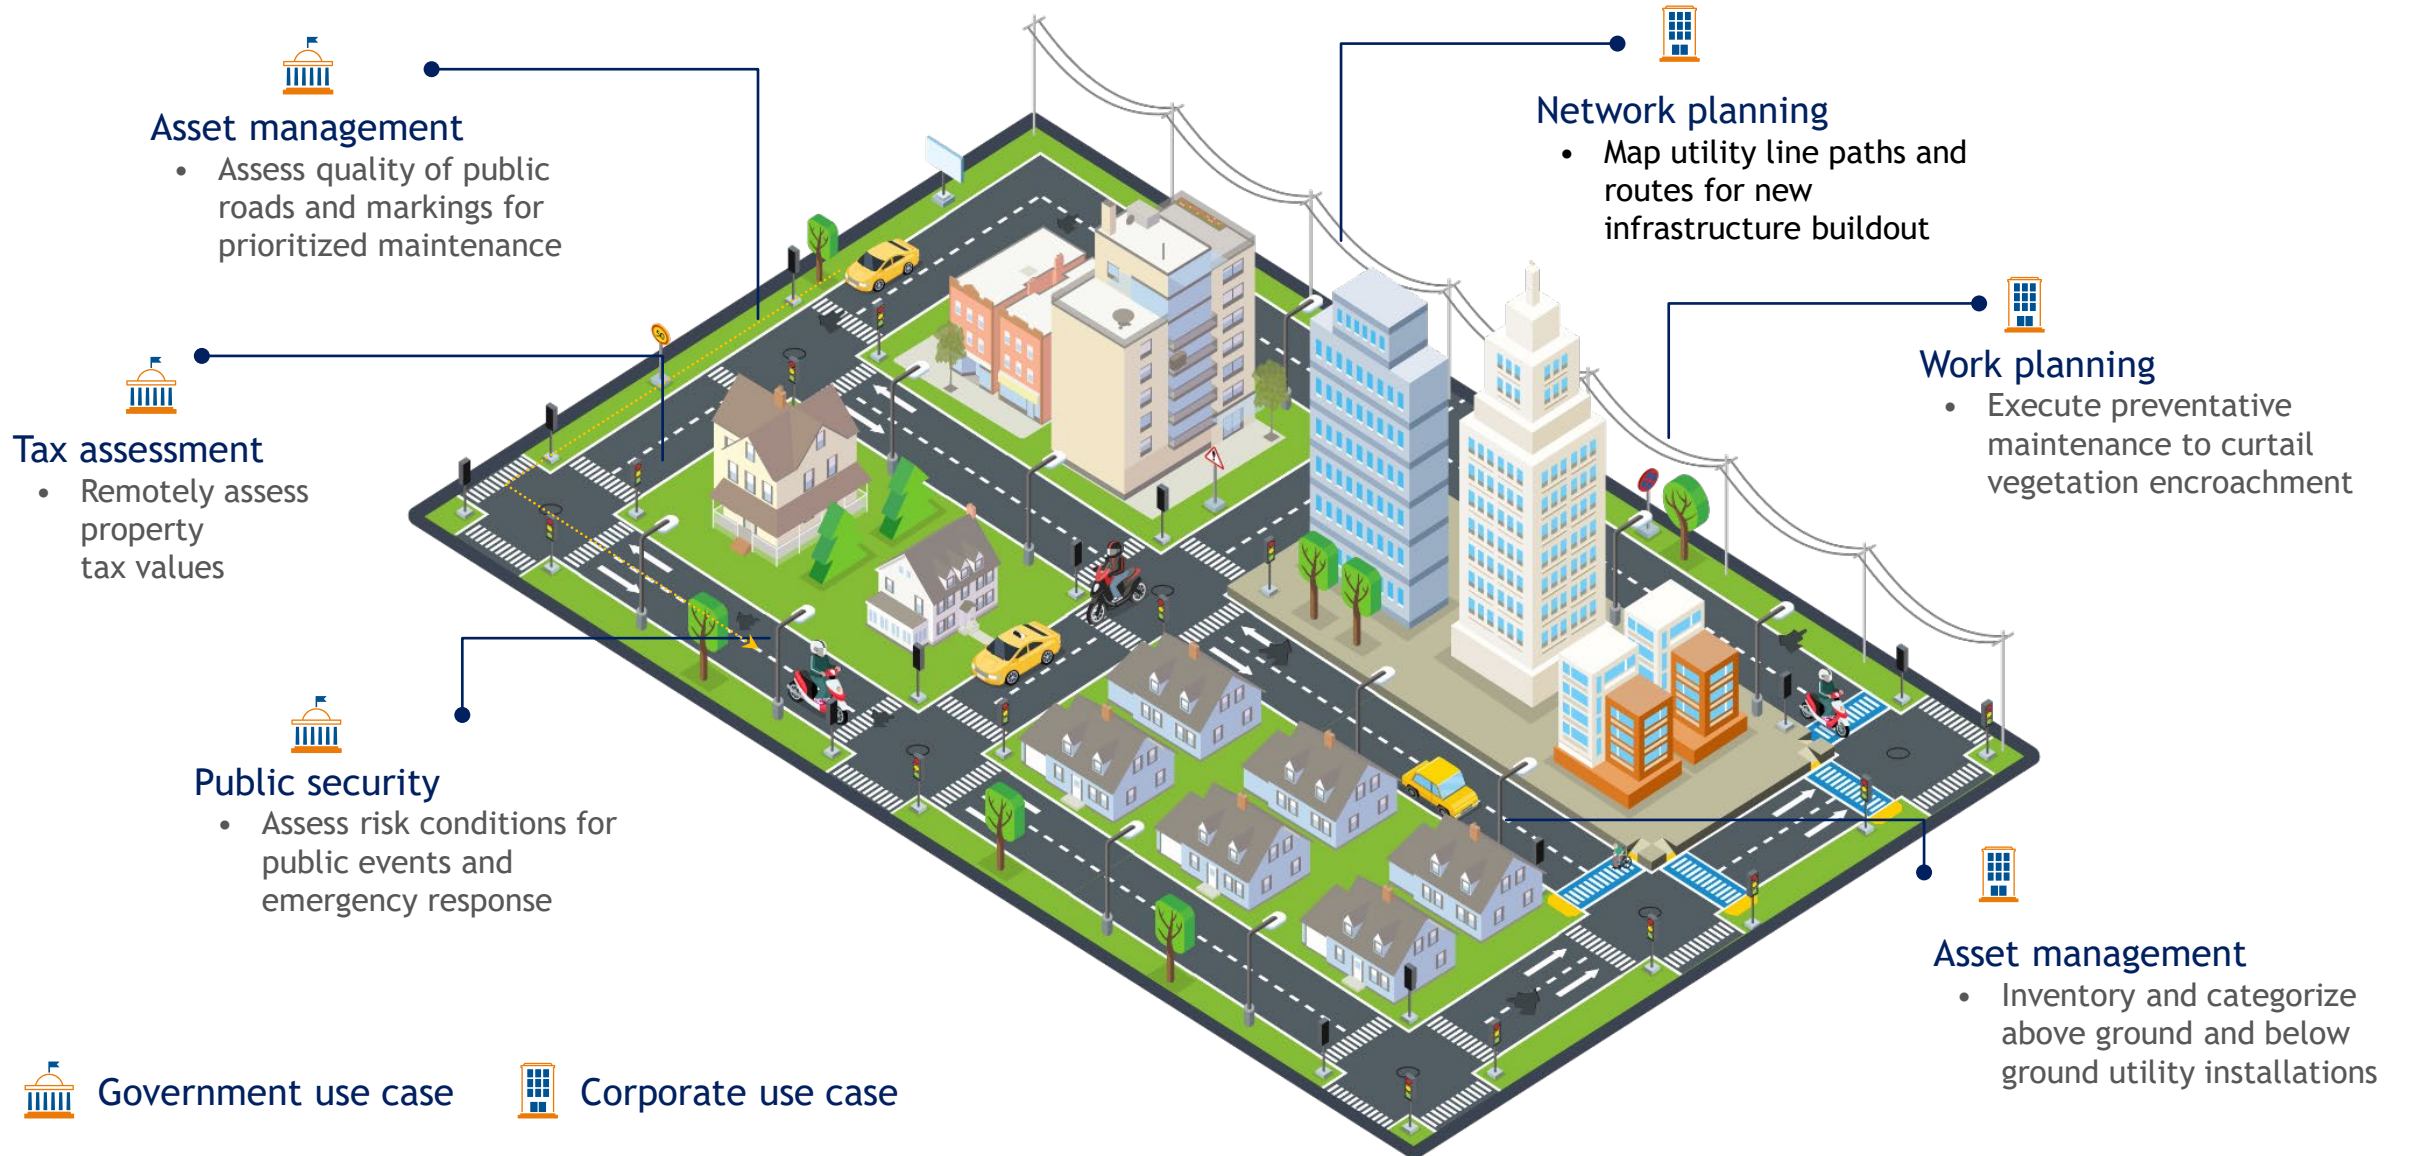 Asset management
• Assess quality of public
roads and markings for
prioritized maintenance
Network planning
• Map utility line paths and
routes for new
infrastructure buildout
Tax assessment
• Remotely assess
property
tax values
Work planning
• Execute preventative
maintenance to curtail
vegetation encroachment
Public security
• Assess risk conditions for
public events and
emergency response
Asset management
• Inventory and categorize
above ground and below
ground utility installations
Government use case
Corporate use case